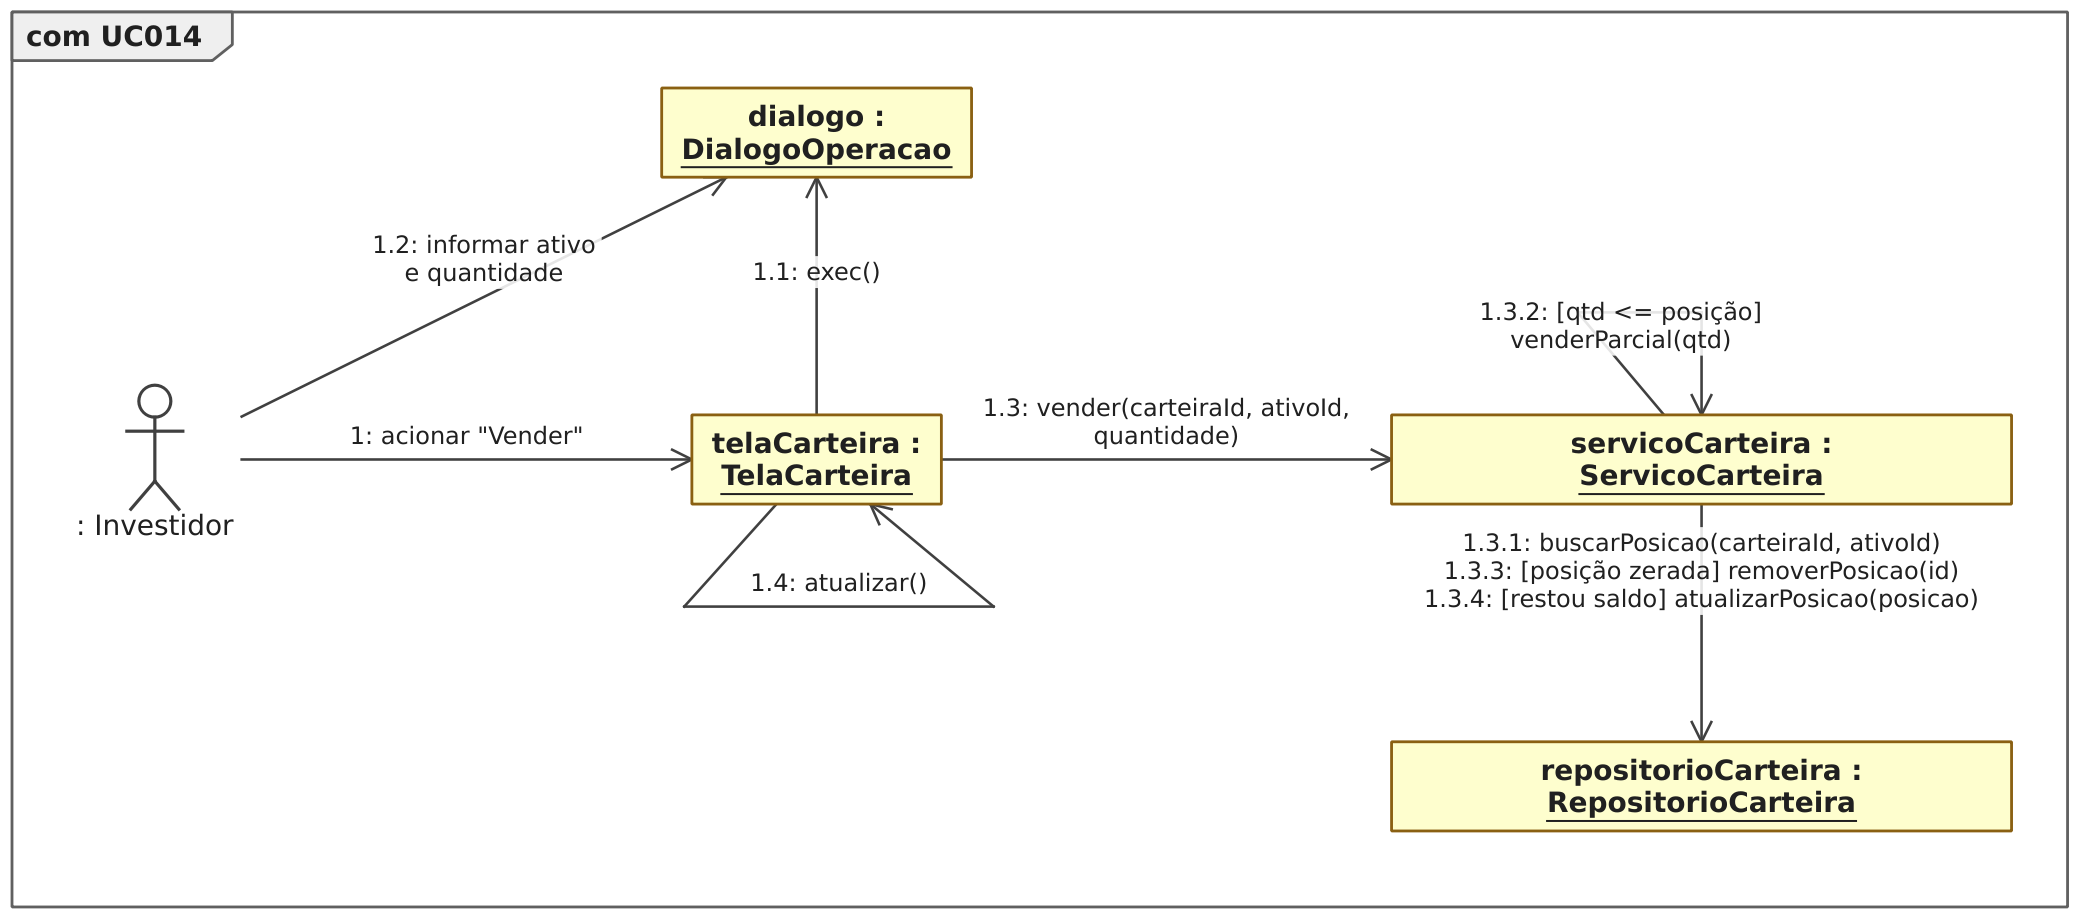 com UC014
dialogo :
DialogoOperacao
1.2: informar ativo
e quantidade
1.1: exec()
1.3.2: [qtd <= posição]
venderParcial(qtd)
1: acionar "Vender"
telaCarteira :
TelaCarteira
1.3: vender(carteiraId, ativoId,
quantidade)
servicoCarteira :
ServicoCarteira
: Investidor
1.4: atualizar()
1.3.1: buscarPosicao(carteiraId, ativoId)
1.3.3: [posição zerada] removerPosicao(id)
1.3.4: [restou saldo] atualizarPosicao(posicao)
repositorioCarteira :
RepositorioCarteira